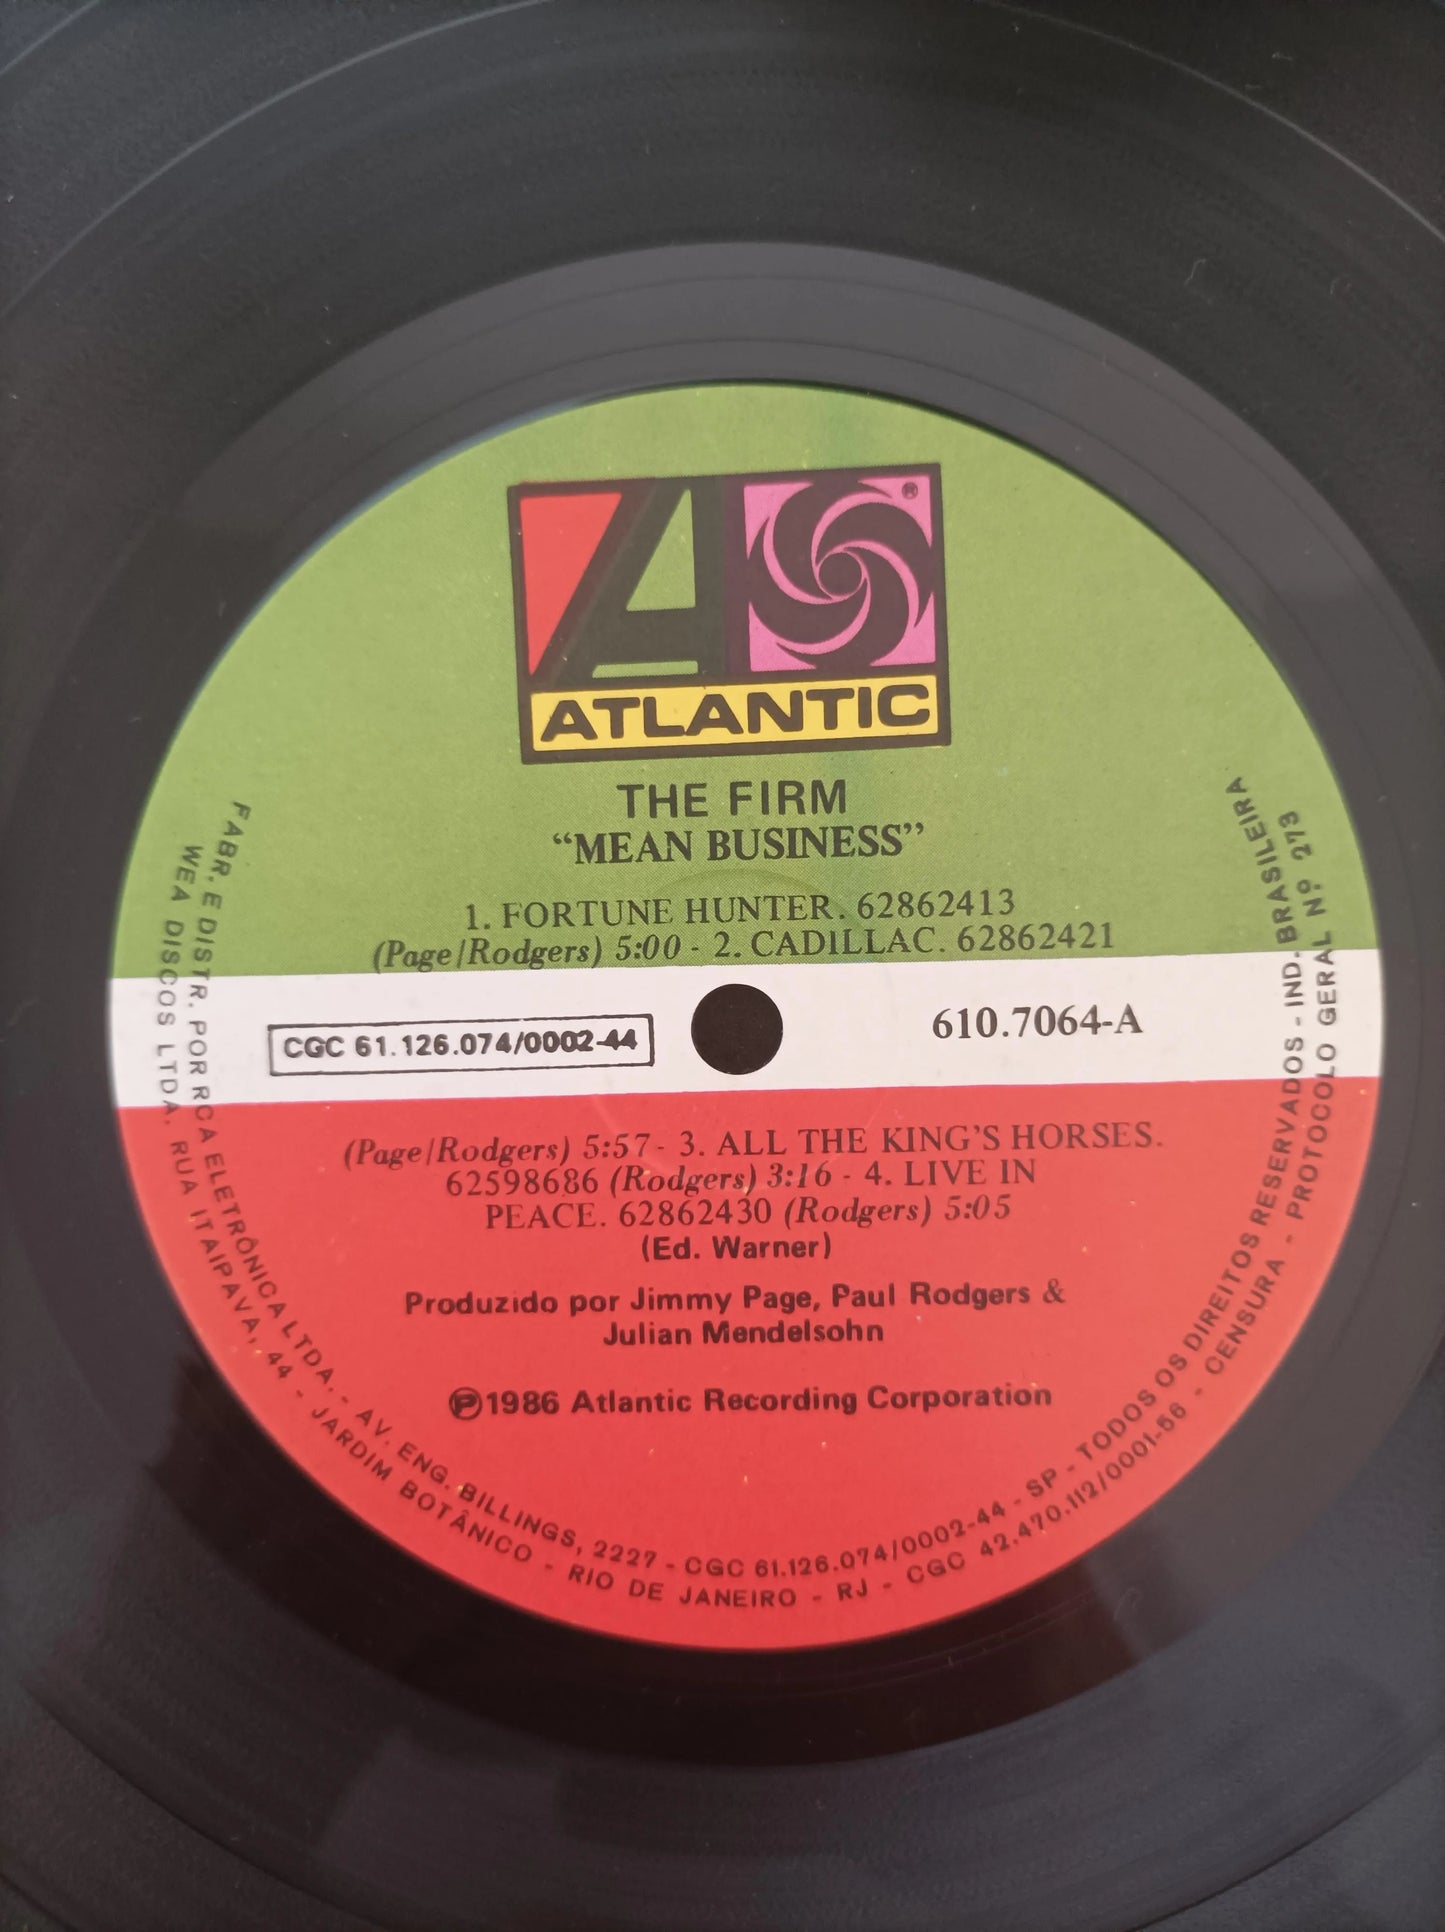 ATLANTIC
®
THE FIRM
“MEAN BUSINESS”
1. FORTUNE HUNTER. 62862413
(Page/Rodgers) 5:00 - 2. CADILLAC. 62862421
CGC 61.126.074/0002-44
610.7064-A
(Page/Rodgers) 5:57 - 3. ALL THE KING'S HORSES.
62598686 (Rodgers) 3:16 - 4. LIVE IN
PEACE. 62862430 (Rodgers) 5:05
(Ed. Warner)
Produzido por Jimmy Page, Paul Rodgers &
Julian Mendelsohn
℗1986 Atlantic Recording Corporation
FABR. E DISTR. POR RCA ELETRÔNICA LTDA. - AV. ENG. BILLINGS, 2227 - CGC 61.126.074/0002-44 - SP - TODOS OS DIREITOS RESERVADOS - IND. BRASILEIRA
WEA DISCOS LTDA. RUA ITAIPAVA, 44 - JARDIM BOTÂNICO - RIO DE JANEIRO - RJ - CGC 42.470.112/0001-56 - CENSURA - PROTOCOLO GERAL Nº 273